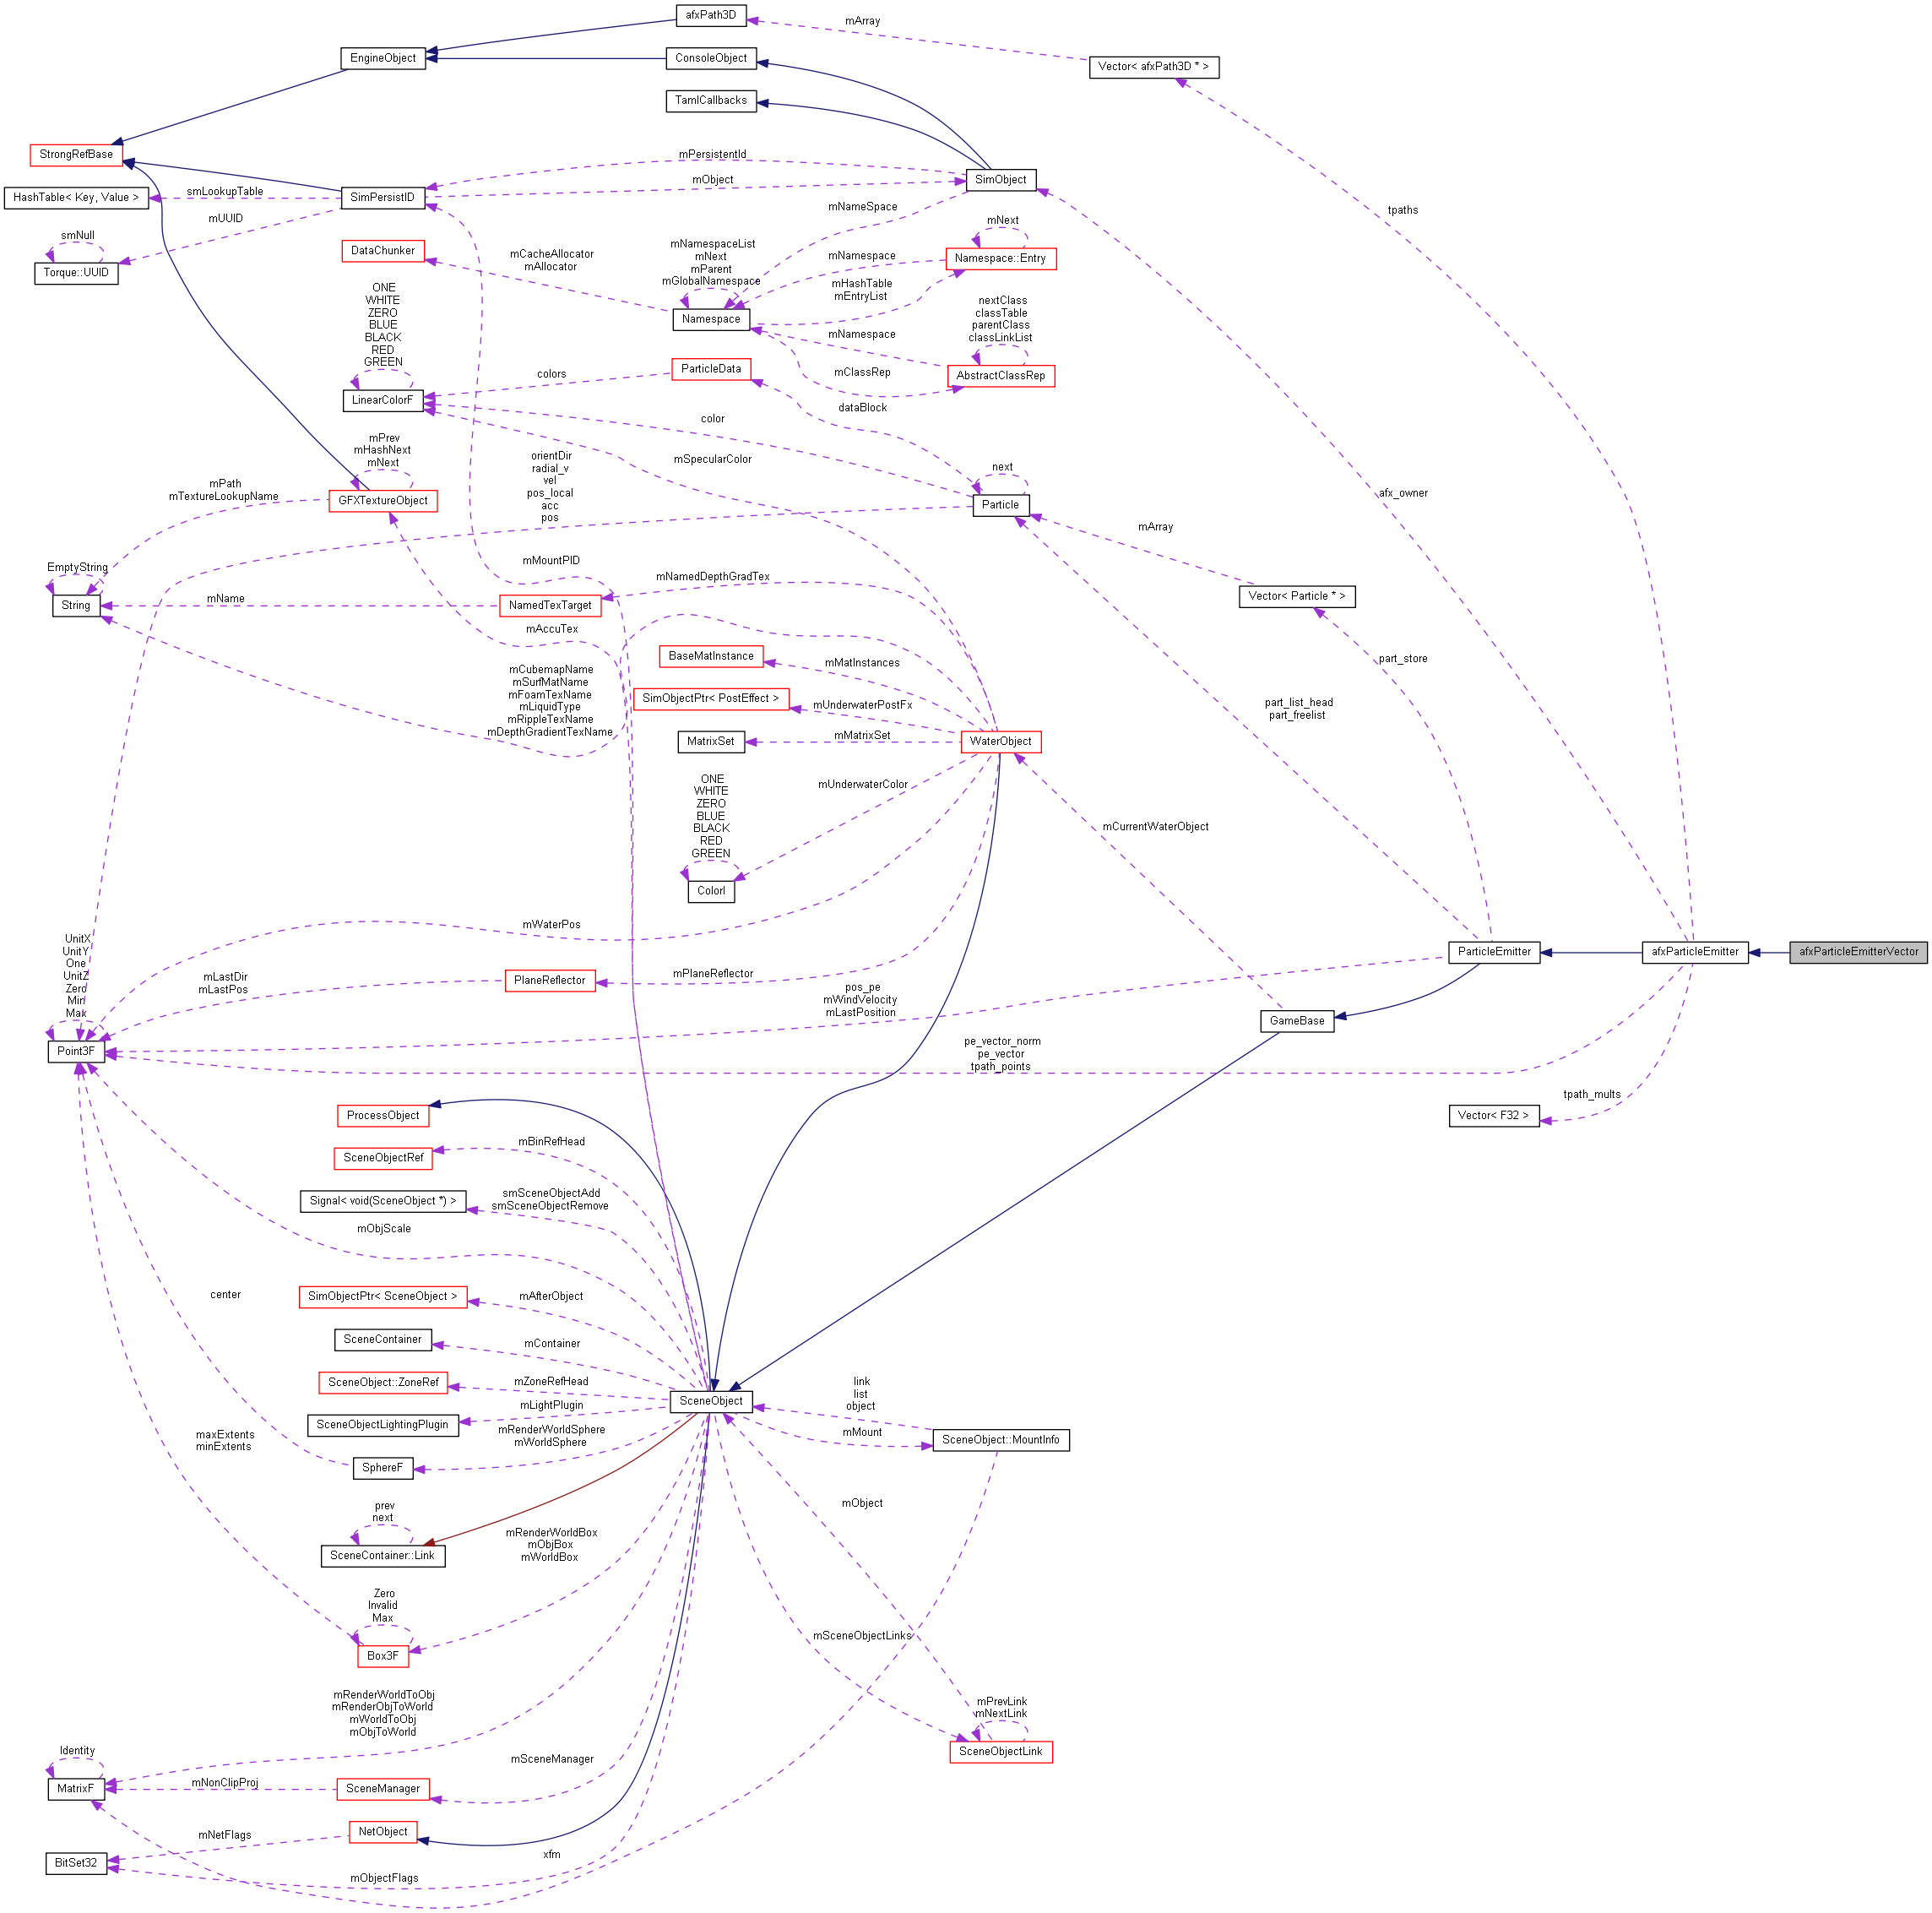 afxPath3D
mArray
EngineObject
ConsoleObject
Vector< afxPath3D * >
TamlCallbacks
StrongRefBase
mPersistentId
SimObject
mObject
HashTable< Key, Value >
smLookupTable
SimPersistID
mNameSpace
tpaths
mUUID
smNull
mNext
Torque::UUID
DataChunker
mCacheAllocator
mAllocator
mNamespaceList
mNext
mParent
mGlobalNamespace
mNamespace
Namespace::Entry
mHashTable
mEntryList
Namespace
ONE
WHITE
ZERO
BLUE
BLACK
RED
GREEN
nextClass
classTable
parentClass
classLinkList
mNamespace
mClassRep
AbstractClassRep
ParticleData
colors
LinearColorF
dataBlock
color
mSpecularColor
mPrev
mHashNext
mNext
orientDir
radial_v
vel
pos_local
acc
pos
next
afx_owner
mPath
mTextureLookupName
GFXTextureObject
Particle
mArray
mMountPID
EmptyString
mNamedDepthGradTex
Vector< Particle * >
String
mName
NamedTexTarget
mAccuTex
BaseMatInstance
mMatInstances
part_store
mCubemapName
mSurfMatName
mFoamTexName
mLiquidType
mRippleTexName
mDepthGradientTexName
SimObjectPtr< PostEffect >
mUnderwaterPostFx
part_list_head
part_freelist
MatrixSet
mMatrixSet
WaterObject
ONE
WHITE
ZERO
BLUE
BLACK
RED
GREEN
mUnderwaterColor
mCurrentWaterObject
ColorI
mWaterPos
UnitX
UnitY
One
UnitZ
Zero
Min
Max
mLastDir
mLastPos
PlaneReflector
mPlaneReflector
ParticleEmitter
afxParticleEmitter
afxParticleEmitterVector
pos_pe
mWindVelocity
mLastPosition
GameBase
Point3F
pe_vector_norm
pe_vector
tpath_points
tpath_mults
ProcessObject
Vector< F32 >
SceneObjectRef
mBinRefHead
Signal< void(SceneObject *) >
smSceneObjectAdd
smSceneObjectRemove
mObjScale
center
SimObjectPtr< SceneObject >
mAfterObject
SceneContainer
mContainer
SceneObject::ZoneRef
mZoneRefHead
SceneObject
link
list
object
SceneObjectLightingPlugin
mLightPlugin
mRenderWorldSphere
mWorldSphere
mMount
SceneObject::MountInfo
maxExtents
minExtents
SphereF
prev
next
SceneContainer::Link
mObject
mRenderWorldBox
mObjBox
mWorldBox
Zero
Invalid
Max
Box3F
mSceneObjectLinks
mRenderWorldToObj
mRenderObjToWorld
mWorldToObj
mObjToWorld
mPrevLink
mNextLink
SceneObjectLink
Identity
MatrixF
mNonClipProj
SceneManager
mSceneManager
NetObject
mNetFlags
BitSet32
xfm
mObjectFlags